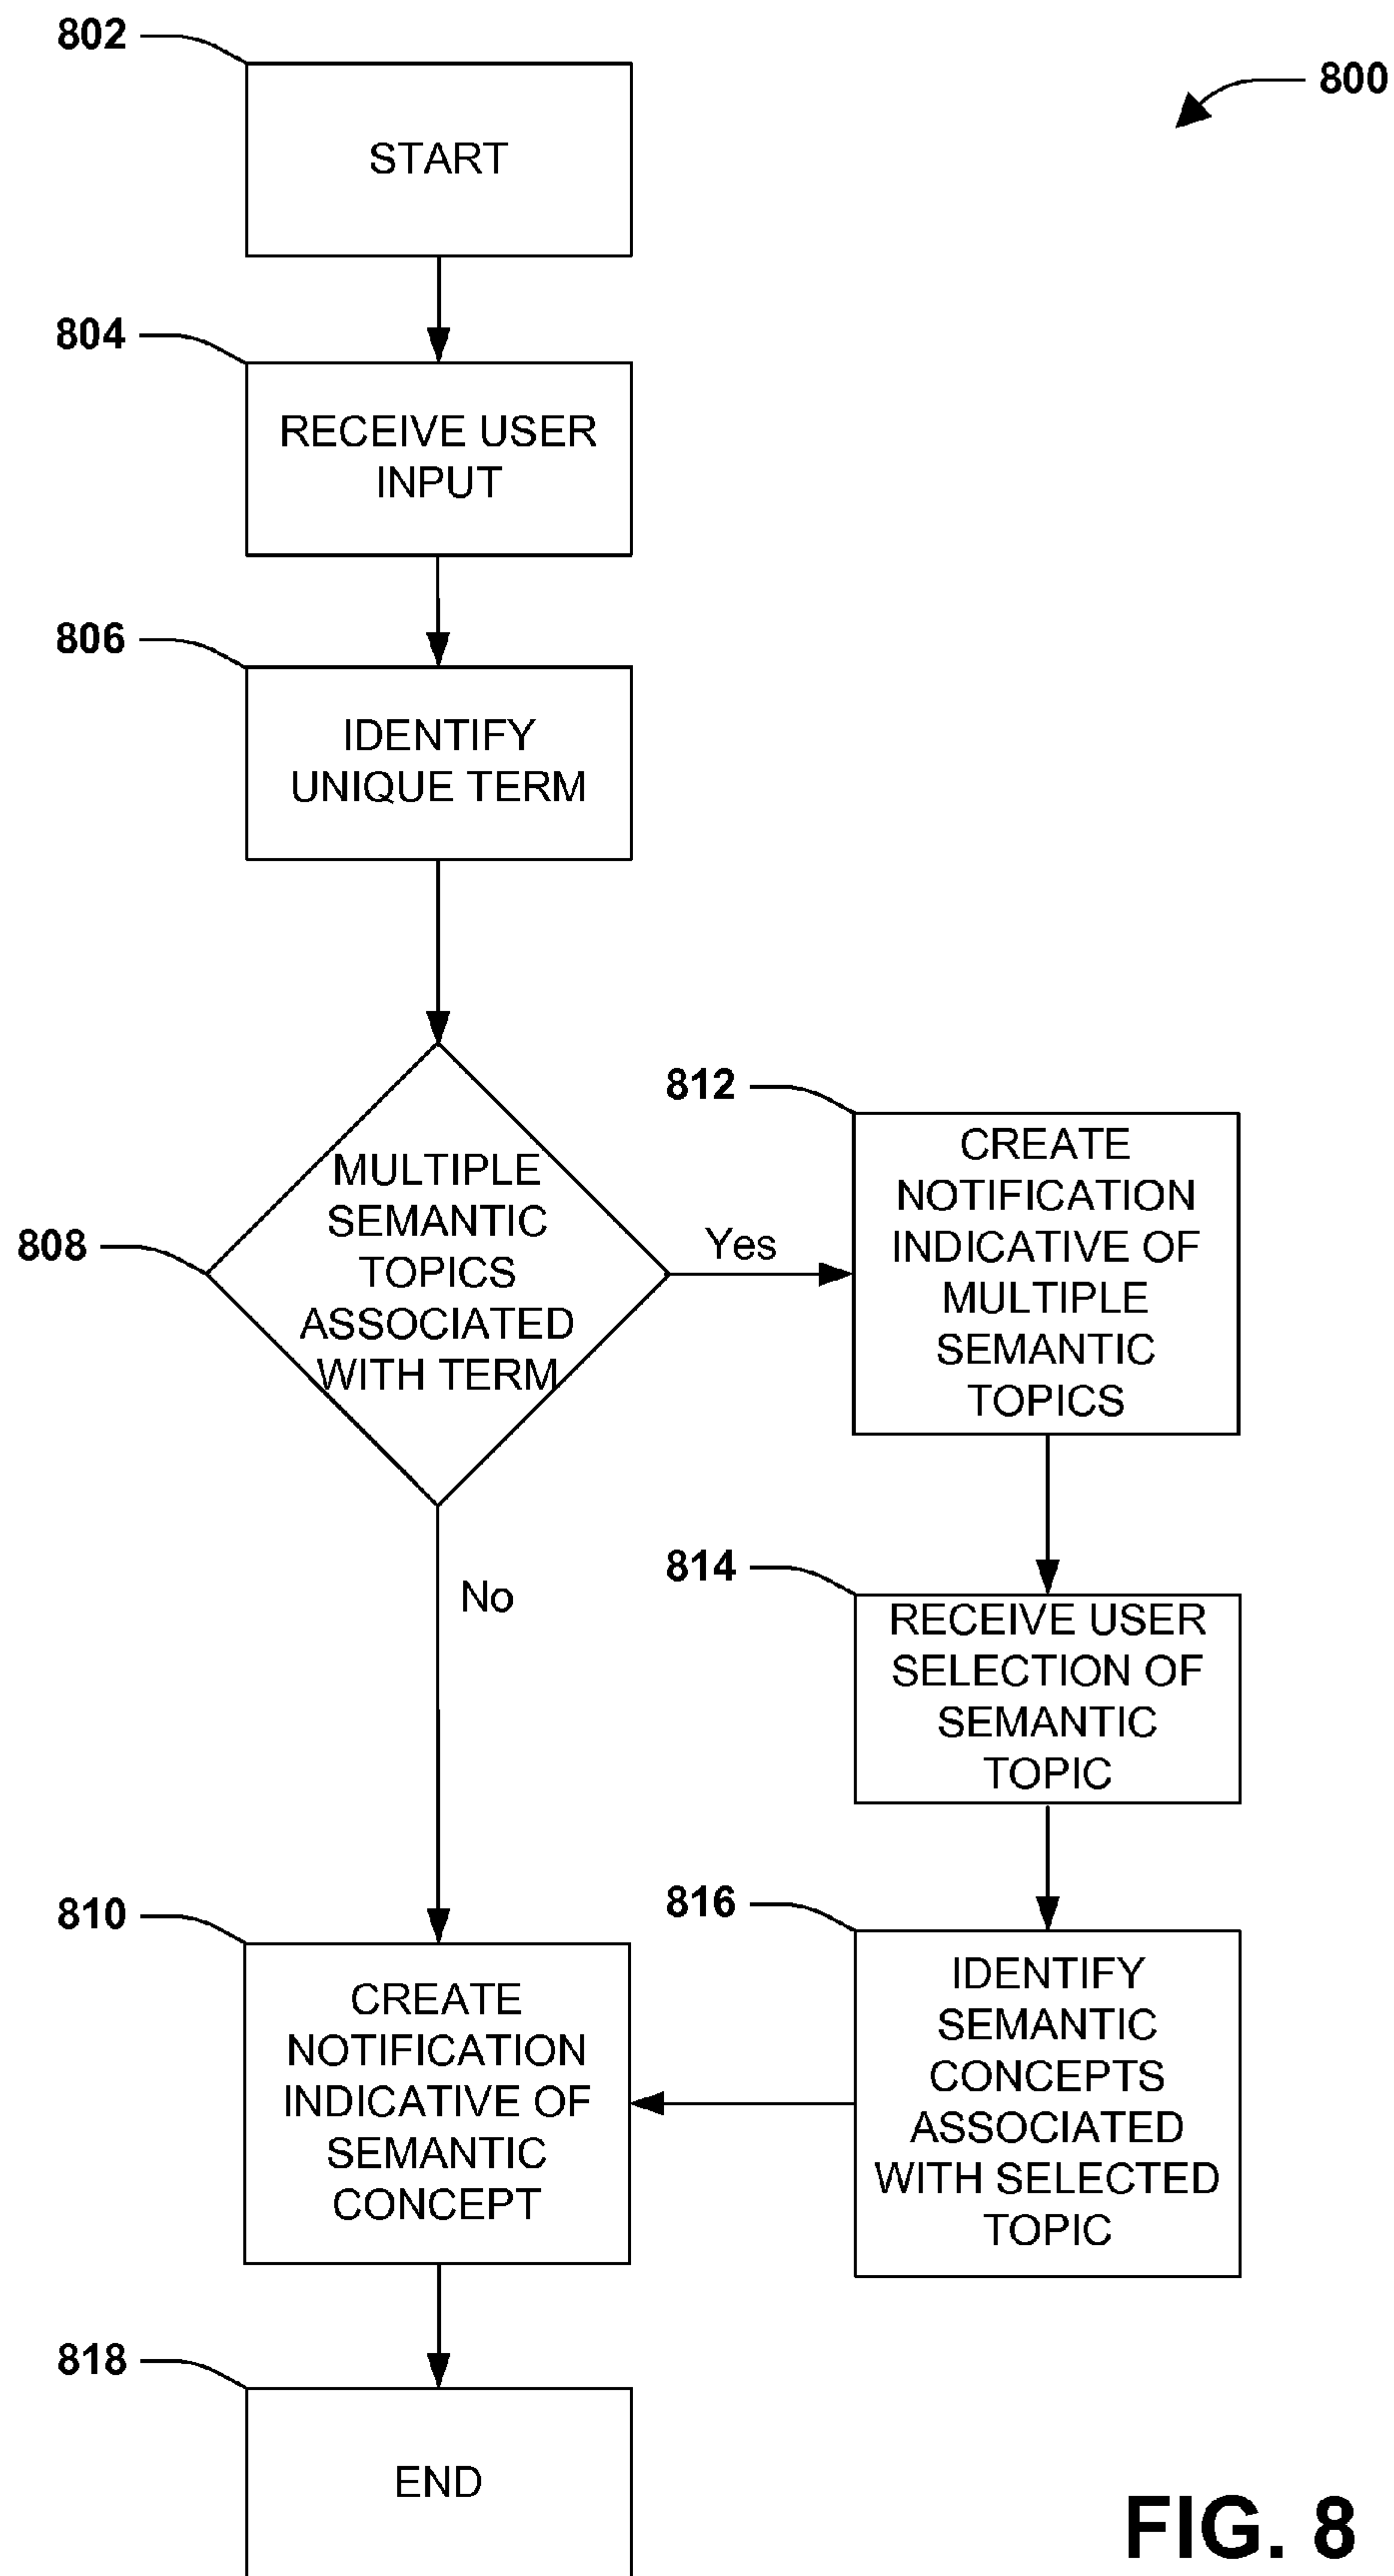 802
START
800
804
RECEIVE USER
INPUT
806
IDENTIFY
UNIQUE TERM
808
MULTIPLE
SEMANTIC
TOPICS
ASSOCIATED
WITH TERM
Yes
812
CREATE
NOTIFICATION
INDICATIVE OF
MULTIPLE
SEMANTIC
TOPICS
No
814
RECEIVE USER
SELECTION OF
SEMANTIC
TOPIC
810
CREATE
NOTIFICATION
INDICATIVE OF
SEMANTIC
CONCEPT
816
IDENTIFY
SEMANTIC
CONCEPTS
ASSOCIATED
WITH SELECTED
TOPIC
818
END
FIG. 8